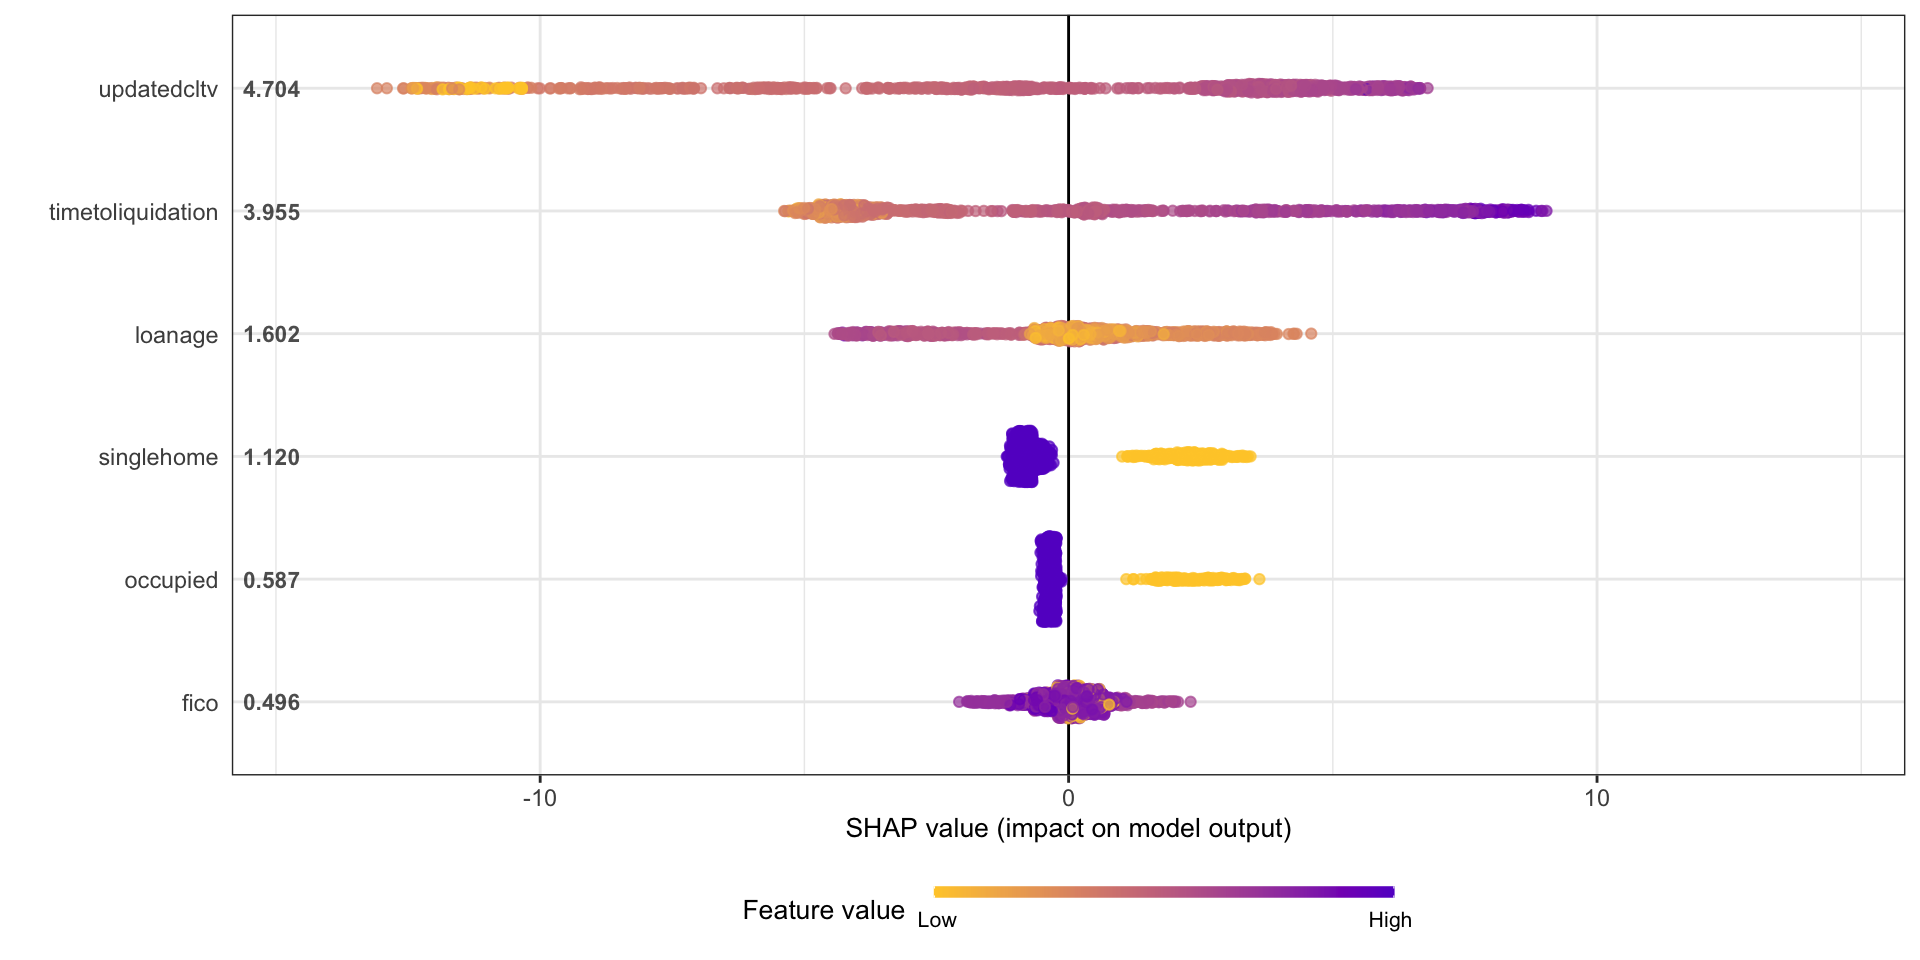 updatedcltv 4.704
timetoliquidation 3.955
loanage 1.602
singlehome 1.120
occupied 0.587
fico 0.496
-10 0 10
SHAP value (impact on model output)
Feature value
Low High